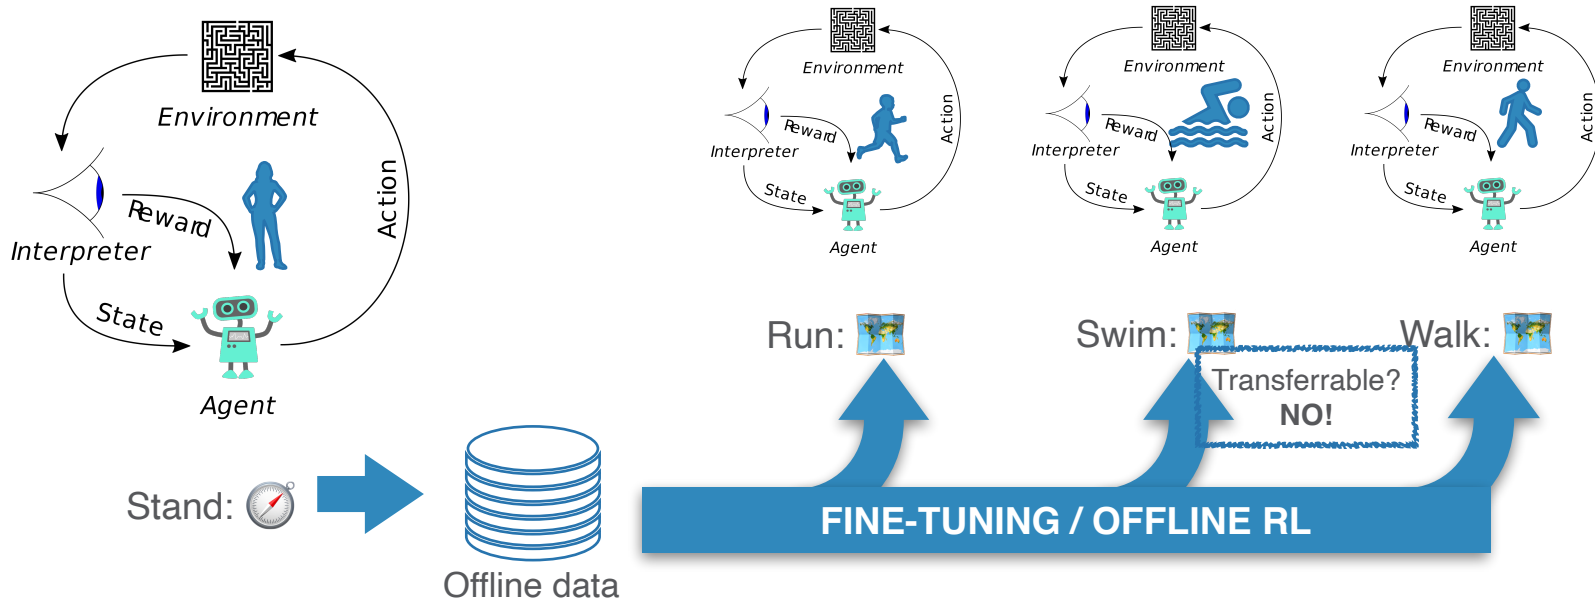 Environment
Interpreter
Reward
State
Action
Agent
Stand:
Offline data
Environment
Interpreter
Reward
State
Action
Agent
Environment
Interpreter
Reward
State
Action
Agent
Environment
Interpreter
Reward
State
Action
Agent
Run:
Swim:
Walk:
Transferrable?
NO!
FINE-TUNING / OFFLINE RL